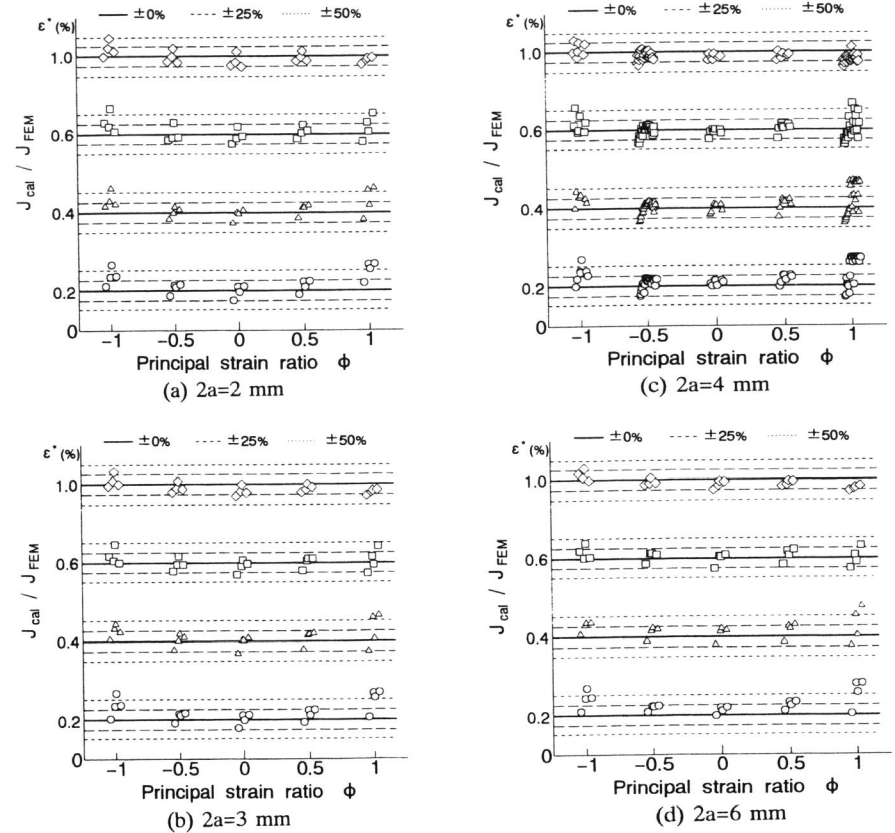 ε*(%) ±0% ±25% ±50%
1.0
0.6
0.4
0.2
0
J_cal / J_FEM
−1 −0.5 0 0.5 1
Principal strain ratio ϕ
(a) 2a=2 mm
ε*(%) ±0% ±25% ±50%
1.0
0.6
0.4
0.2
0
J_cal / J_FEM
−1 −0.5 0 0.5 1
Principal strain ratio ϕ
(c) 2a=4 mm
ε*(%) ±0% ±25% ±50%
1.0
0.6
0.4
0.2
0
J_cal / J_FEM
−1 −0.5 0 0.5 1
Principal strain ratio ϕ
(b) 2a=3 mm
ε*(%) ±0% ±25% ±50%
1.0
0.6
0.4
0.2
0
J_cal / J_FEM
−1 −0.5 0 0.5 1
Principal strain ratio ϕ
(d) 2a=6 mm